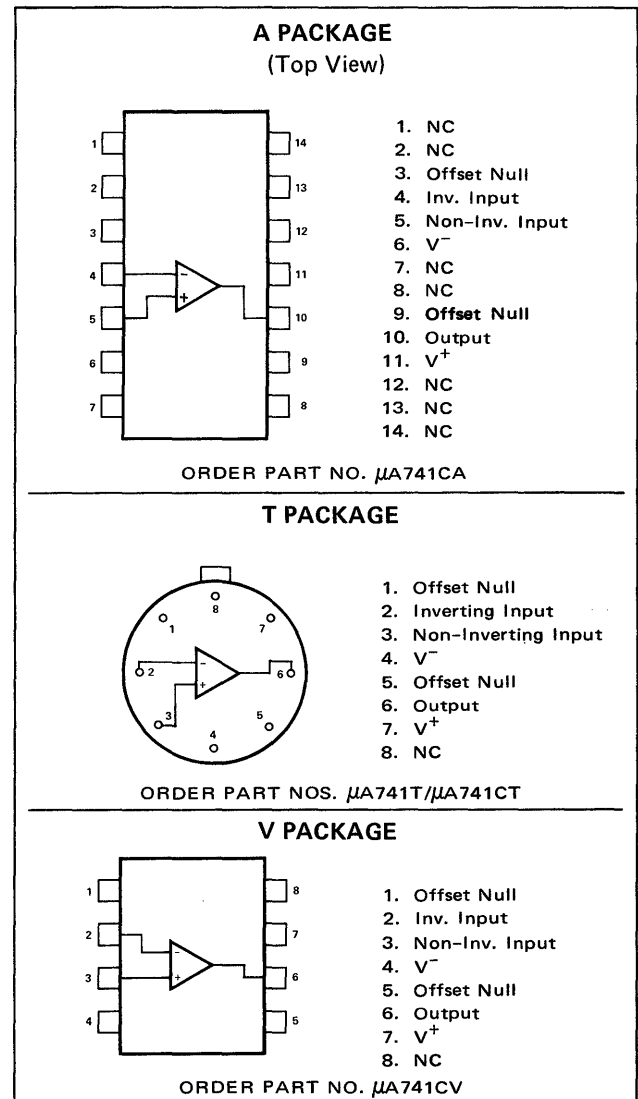 A PACKAGE
(Top View)
1
2
3
4
5
6
7
14
13
12
11
10
9
8
-
+
1. NC
2. NC
3. Offset Null
4. Inv. Input
5. Non-Inv. Input
6. V⁻
7. NC
8. NC
9. Offset Null
10. Output
11. V⁺
12. NC
13. NC
14. NC
ORDER PART NO. μA741CA
T PACKAGE
8
1
7
2
6
3
5
4
-
+
1. Offset Null
2. Inverting Input
3. Non-Inverting Input
4. V⁻
5. Offset Null
6. Output
7. V⁺
8. NC
ORDER PART NOS. μA741T/μA741CT
V PACKAGE
1
2
3
4
8
7
6
5
-
+
1. Offset Null
2. Inv. Input
3. Non-Inv. Input
4. V⁻
5. Offset Null
6. Output
7. V⁺
8. NC
ORDER PART NO. μA741CV